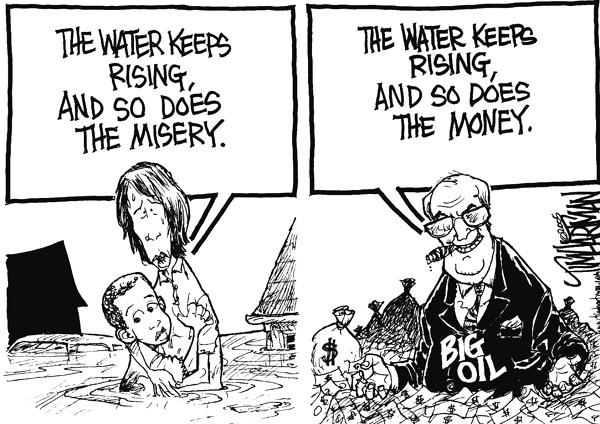 THE WATER KEEPS
RISING,
AND SO DOES
THE MISERY.
THE WATER KEEPS
RISING,
AND SO DOES
THE MONEY.
$
BIG
OIL